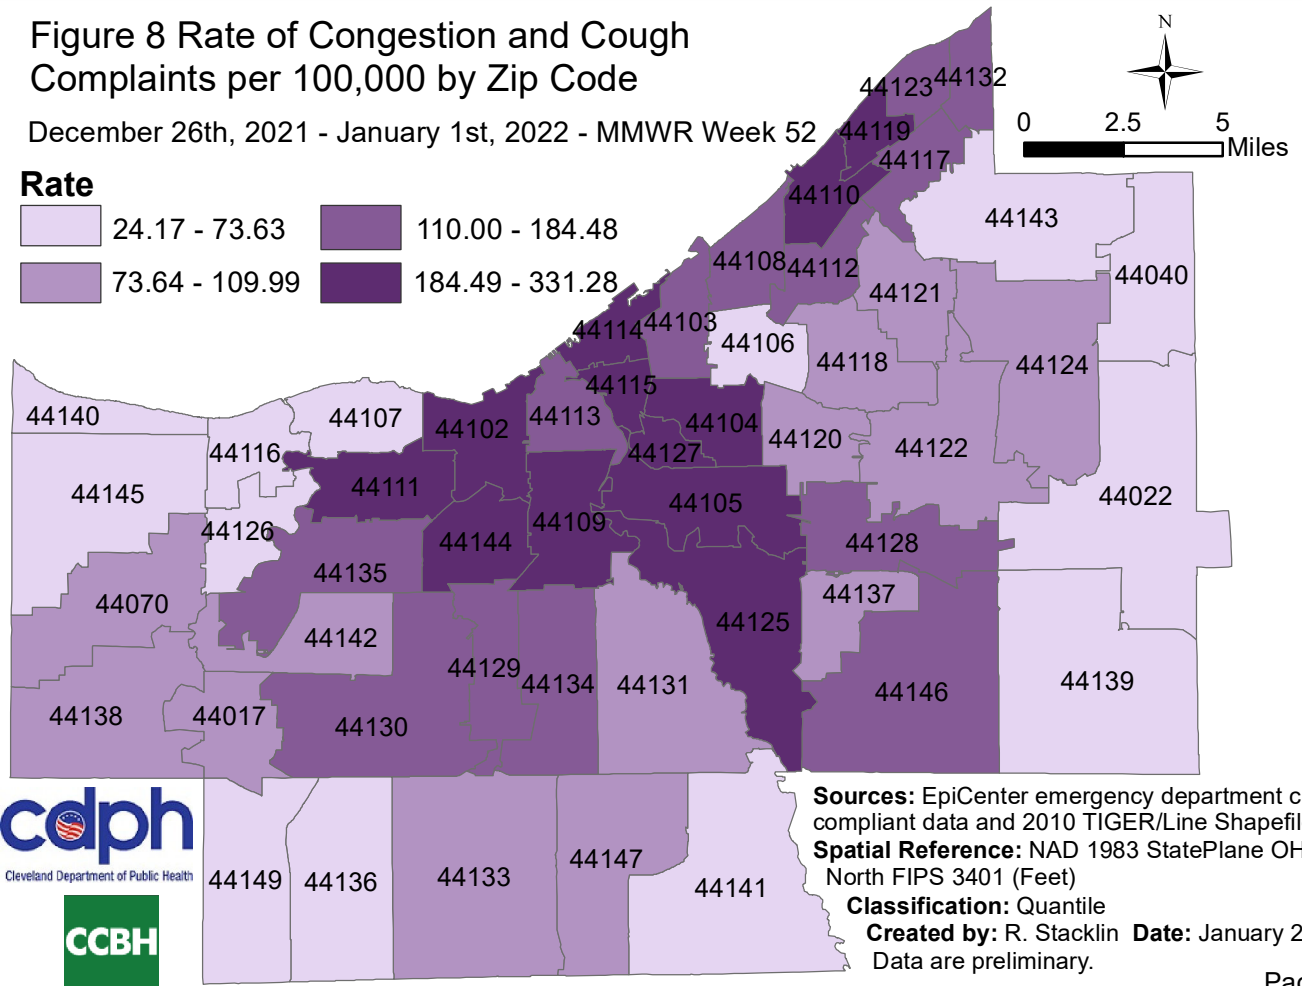 Figure 8 Rate of Congestion and Cough
Complaints per 100,000 by Zip Code
December 26th, 2021 - January 1st, 2022 - MMWR Week 52
Rate
24.17 - 73.63
110.00 - 184.48
73.64 - 109.99
184.49 - 331.28
N
0 2.5 5
Miles
44123
44132
44119
44117
44110
44143
44108
44112
44040
44121
44114
44103
44106
44118
44124
44115
44140
44107
44102
44113
44104
44120
44122
44116
44127
44145
44111
44105
44022
44126
44109
44144
44128
44135
44070
44137
44142
44125
44129
44134
44131
44139
44146
44138
44017
44130
44149
44136
44133
44147
44141
cdph
Cleveland Department of Public Health
CCBH
Sources: EpiCenter emergency department c
compliant data and 2010 TIGER/Line Shapefil
Spatial Reference: NAD 1983 StatePlane OH
North FIPS 3401 (Feet)
Classification: Quantile
Created by: R. Stacklin Date: January 2
Data are preliminary.
Pac